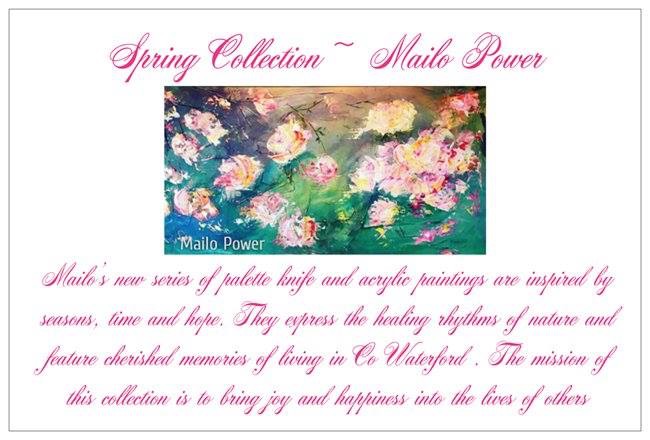 Spring Collection ~ Mailo Power
Mailo Power
Mailo's new series of palette knife and acrylic paintings are inspired by
seasons, time and hope. They express the healing rhythms of nature and
feature cherished memories of living in Co Waterford . The mission of
this collection is to bring joy and happiness into the lives of others